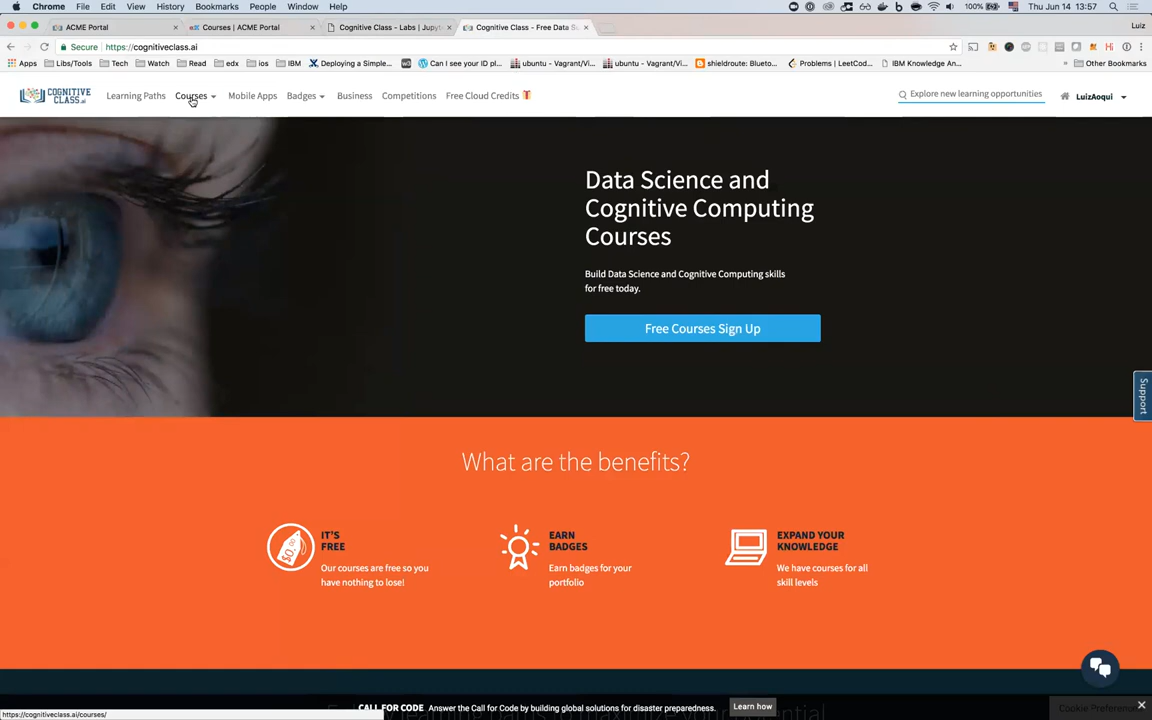 Chrome File Edit View History Bookmarks People Window Help 100% Thu Jun 14 13:57
ACME Portal Courses | ACME Portal Cognitive Class - Labs | Jupyt Cognitive Class - Free Data S Luiz
Secure https://cognitiveclass.ai
Apps Libs/Tools Tech Watch Read edx ios IBM Deploying a Simple... Can I see your ID pl... ubuntu - Vagrant/Vi... ubuntu - Vagrant/Vi... shieldroute: Blueto... Problems | LeetCod... IBM Knowledge An... Other Bookmarks
COGNITIVE
CLASS.ai
Learning Paths Courses Mobile Apps Badges Business Competitions Free Cloud Credits Explore new learning opportunities LuizAoqui
Data Science and
Cognitive Computing
Courses
Build Data Science and Cognitive Computing skills
for free today.
Free Courses Sign Up
Support
What are the benefits?
$0.00
IT'S
FREE
Our courses are free so you
have nothing to lose!
EARN
BADGES
Earn badges for your
portfolio
EXPAND YOUR
KNOWLEDGE
We have courses for all
skill levels
CALL FOR CODE Answer the Call for Code by building global solutions for disaster preparedness. Learn how
https://cognitiveclass.ai/courses/